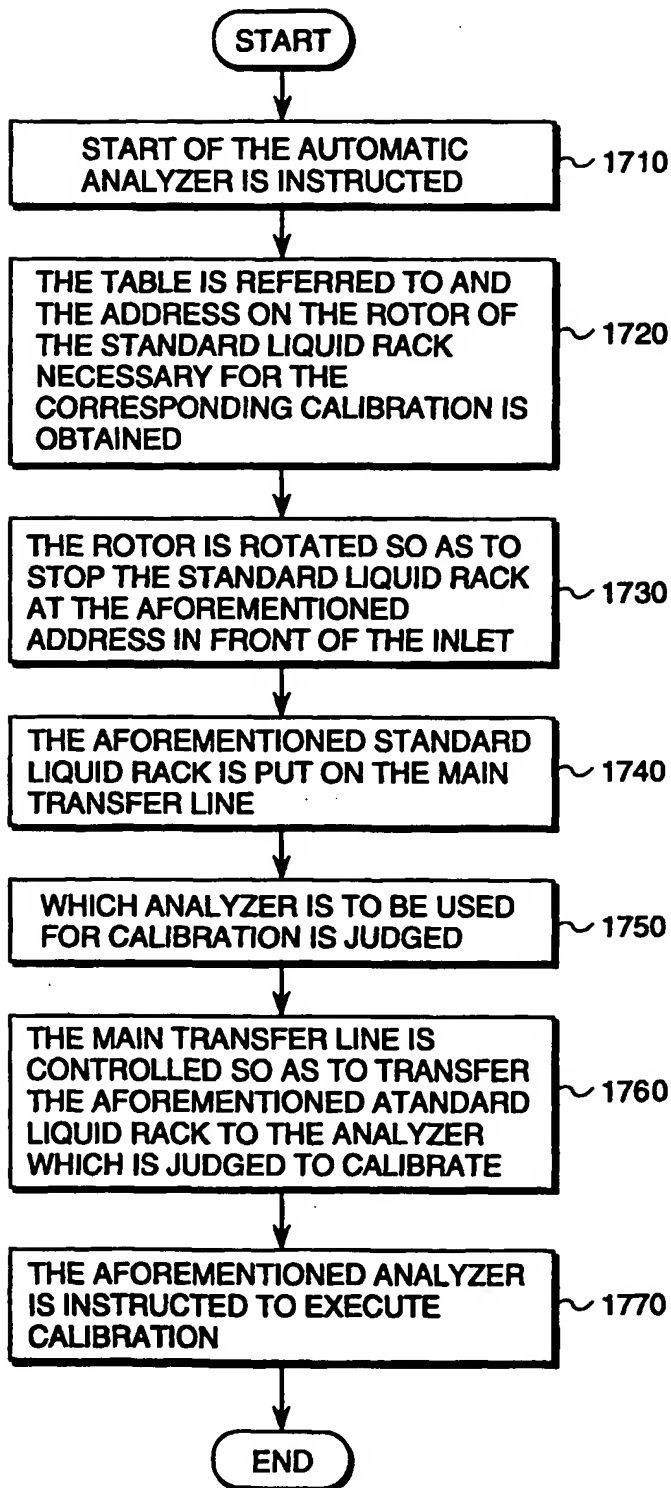 START
START OF THE AUTOMATIC
ANALYZER IS INSTRUCTED
1710
THE TABLE IS REFERRED TO AND
THE ADDRESS ON THE ROTOR OF
THE STANDARD LIQUID RACK
NECESSARY FOR THE
CORRESPONDING CALIBRATION IS
OBTAINED
1720
THE ROTOR IS ROTATED SO AS TO
STOP THE STANDARD LIQUID RACK
AT THE AFOREMENTIONED
ADDRESS IN FRONT OF THE INLET
1730
THE AFOREMENTIONED STANDARD
LIQUID RACK IS PUT ON THE MAIN
TRANSFER LINE
1740
WHICH ANALYZER IS TO BE USED
FOR CALIBRATION IS JUDGED
1750
THE MAIN TRANSFER LINE IS
CONTROLLED SO AS TO TRANSFER
THE AFOREMENTIONED ATANDARD
LIQUID RACK TO THE ANALYZER
WHICH IS JUDGED TO CALIBRATE
1760
THE AFOREMENTIONED ANALYZER
IS INSTRUCTED TO EXECUTE
CALIBRATION
1770
END